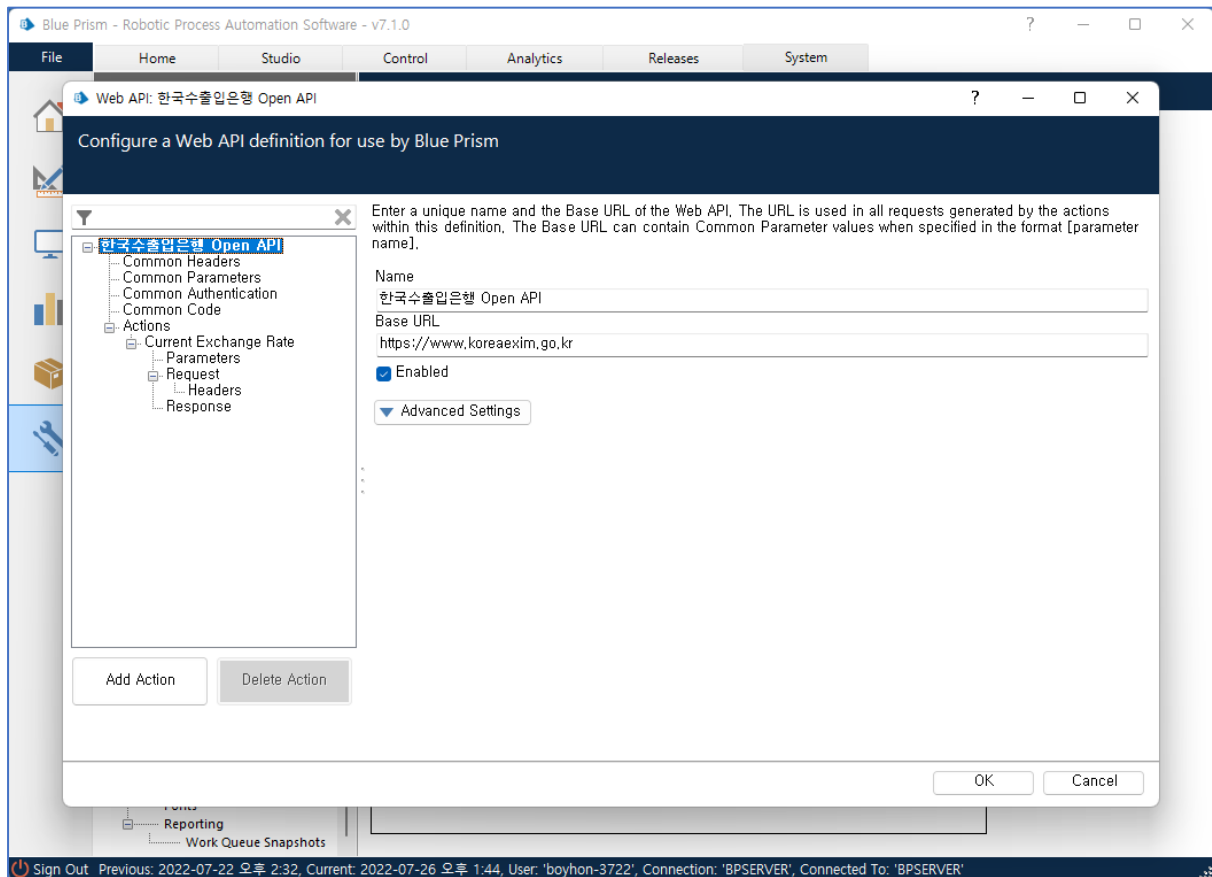 Blue Prism - Robotic Process Automation Software - v7.1.0
File Home Studio Control Analytics Releases System
Web API: 한국수출입은행 Open API
Configure a Web API definition for use by Blue Prism
Enter a unique name and the Base URL of the Web API, The URL is used in all requests generated by the actions
within this definition, The Base URL can contain Common Parameter values when specified in the format [parameter
name],
한국수출입은행 Open API
Common Headers
Common Parameters
Common Authentication
Common Code
Actions
Current Exchange Rate
Parameters
Request
Headers
Response
Name
한국수출입은행 Open API
Base URL
https://www,koreaexim,go,kr
Enabled
Advanced Settings
Add Action Delete Action
OK Cancel
Fonts
Reporting
Work Queue Snapshots
Sign Out Previous: 2022-07-22 오후 2:32, Current: 2022-07-26 오후 1:44, User: 'boyhon-3722', Connection: 'BPSERVER', Connected To: 'BPSERVER'